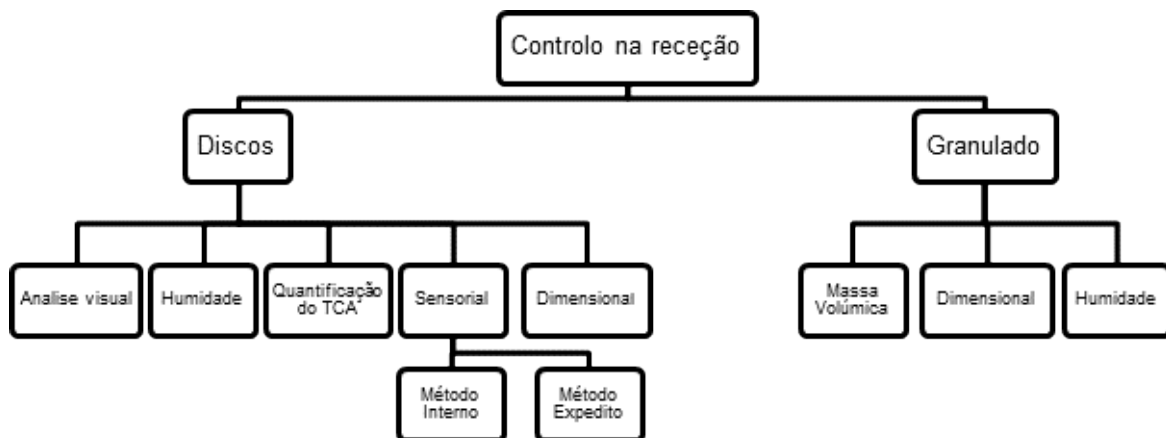 Controlo na receção
Discos
Granulado
Analise visual
Humidade
Quantificação
do TCA
Sensorial
Dimensional
Massa
Volúmica
Dimensional
Humidade
Método
Interno
Método
Expedito